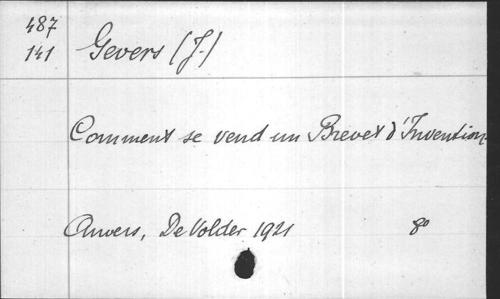 487
141
Gevers (J.)
Comment se vend un Brevet d'Invention
Anvers, De Volder 1921 8°